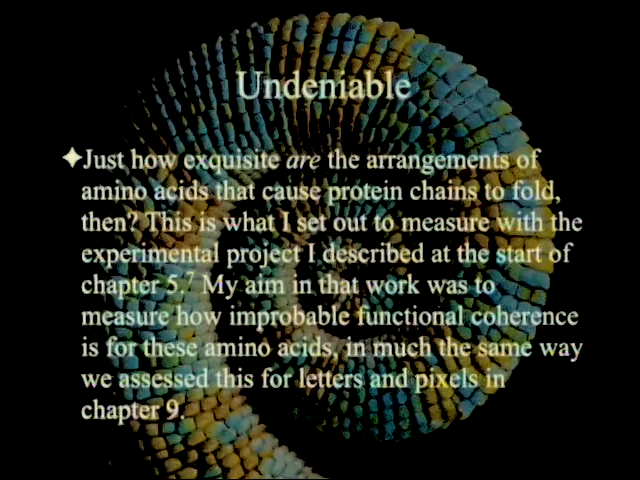 Undeniable
Just how exquisite are the arrangements of
amino acids that cause protein chains to fold,
then? This is what I set out to measure with the
experimental project I described at the start of
chapter 5.7 My aim in that work was to
measure how improbable functional coherence
is for these amino acids, in much the same way
we assessed this for letters and pixels in
chapter 9.